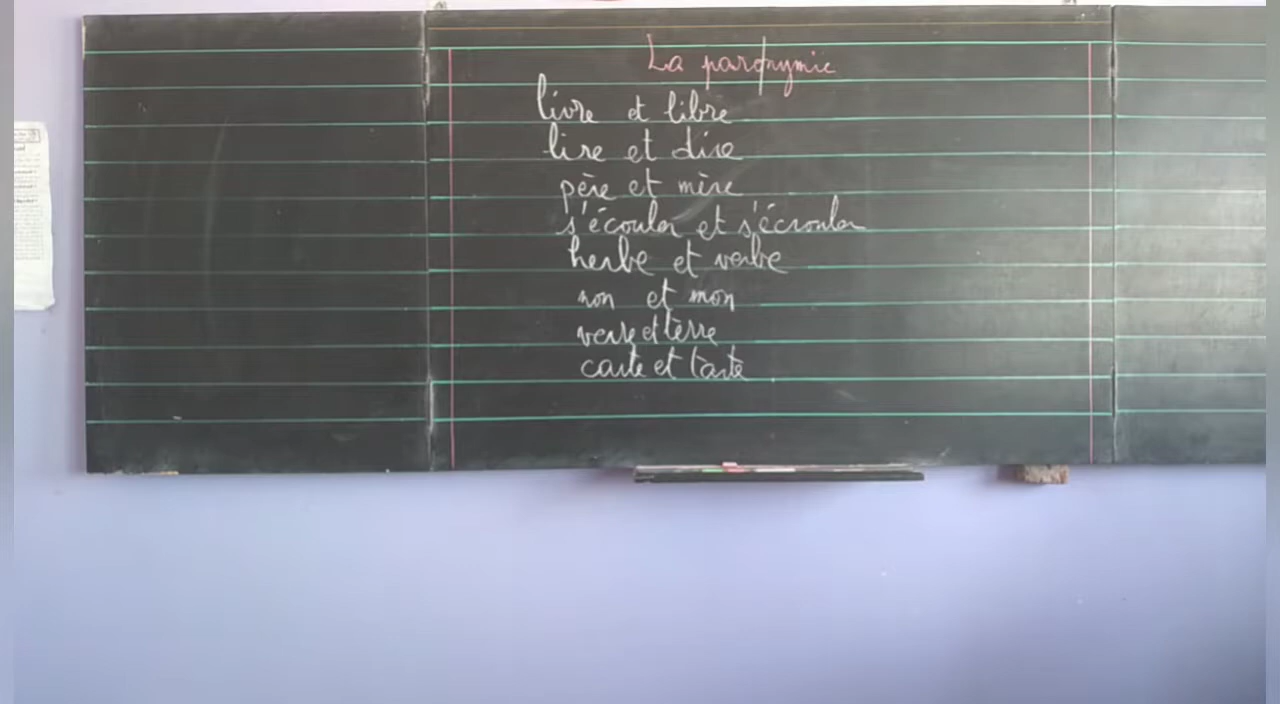 La paronymie
livre et libre
lire et dire
père et mère
s'écouler et s'écrouler
herbe et verbe
non et mon
verre et terre
carte et tarte